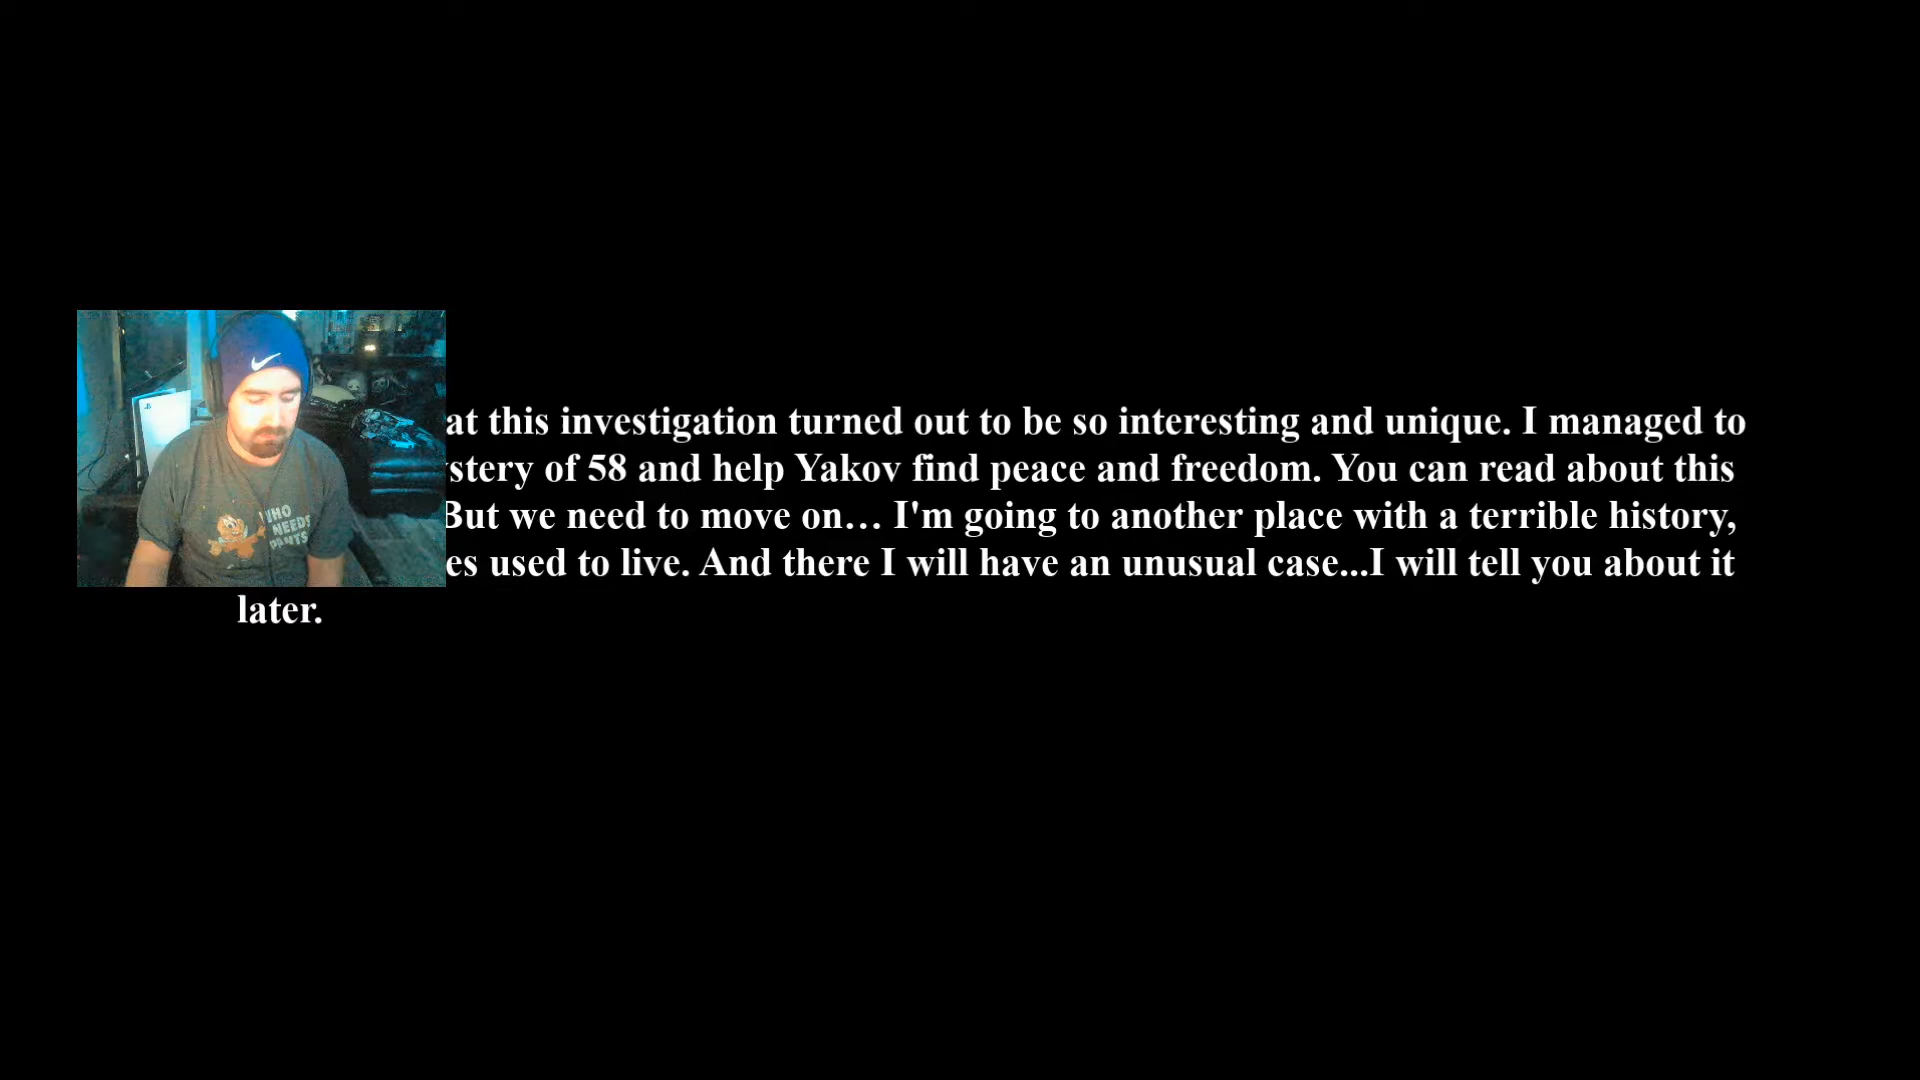 at this investigation turned out to be so interesting and unique. I managed to
stery of 58 and help Yakov find peace and freedom. You can read about this
But we need to move on… I'm going to another place with a terrible history,
es used to live. And there I will have an unusual case...I will tell you about it
later.
WHO
NEEDS
PANTS